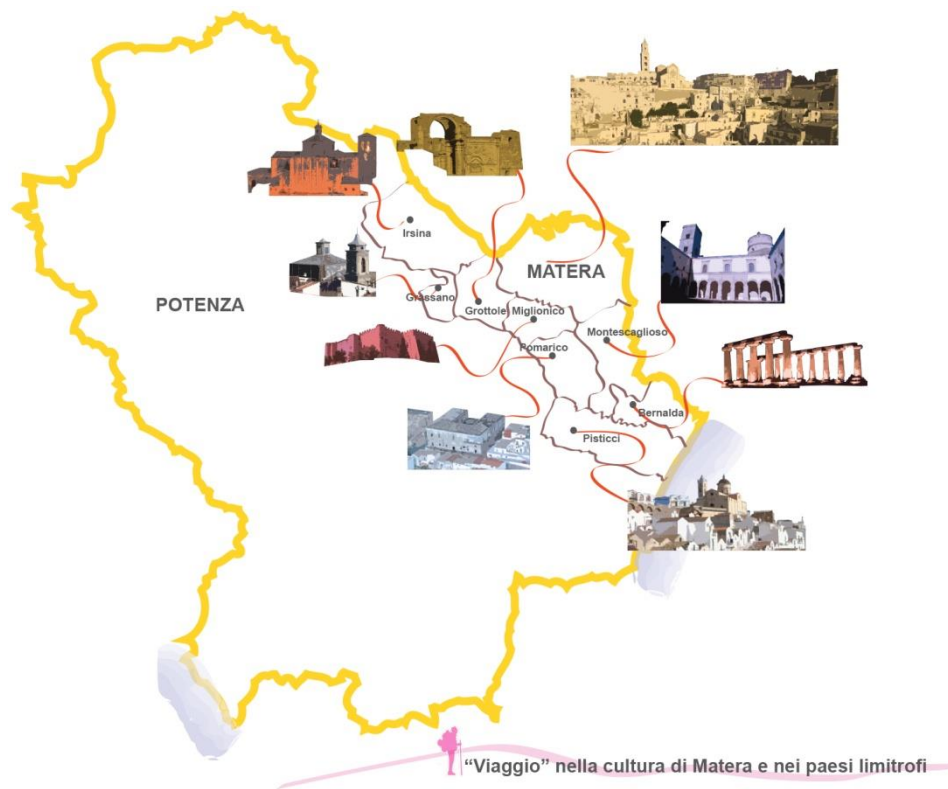 Irsina
MATERA
POTENZA
Grassano
Grottole
Miglionico
Montescaglioso
Pomarico
Bernalda
Pisticci
“Viaggio” nella cultura di Matera e nei paesi limitrofi